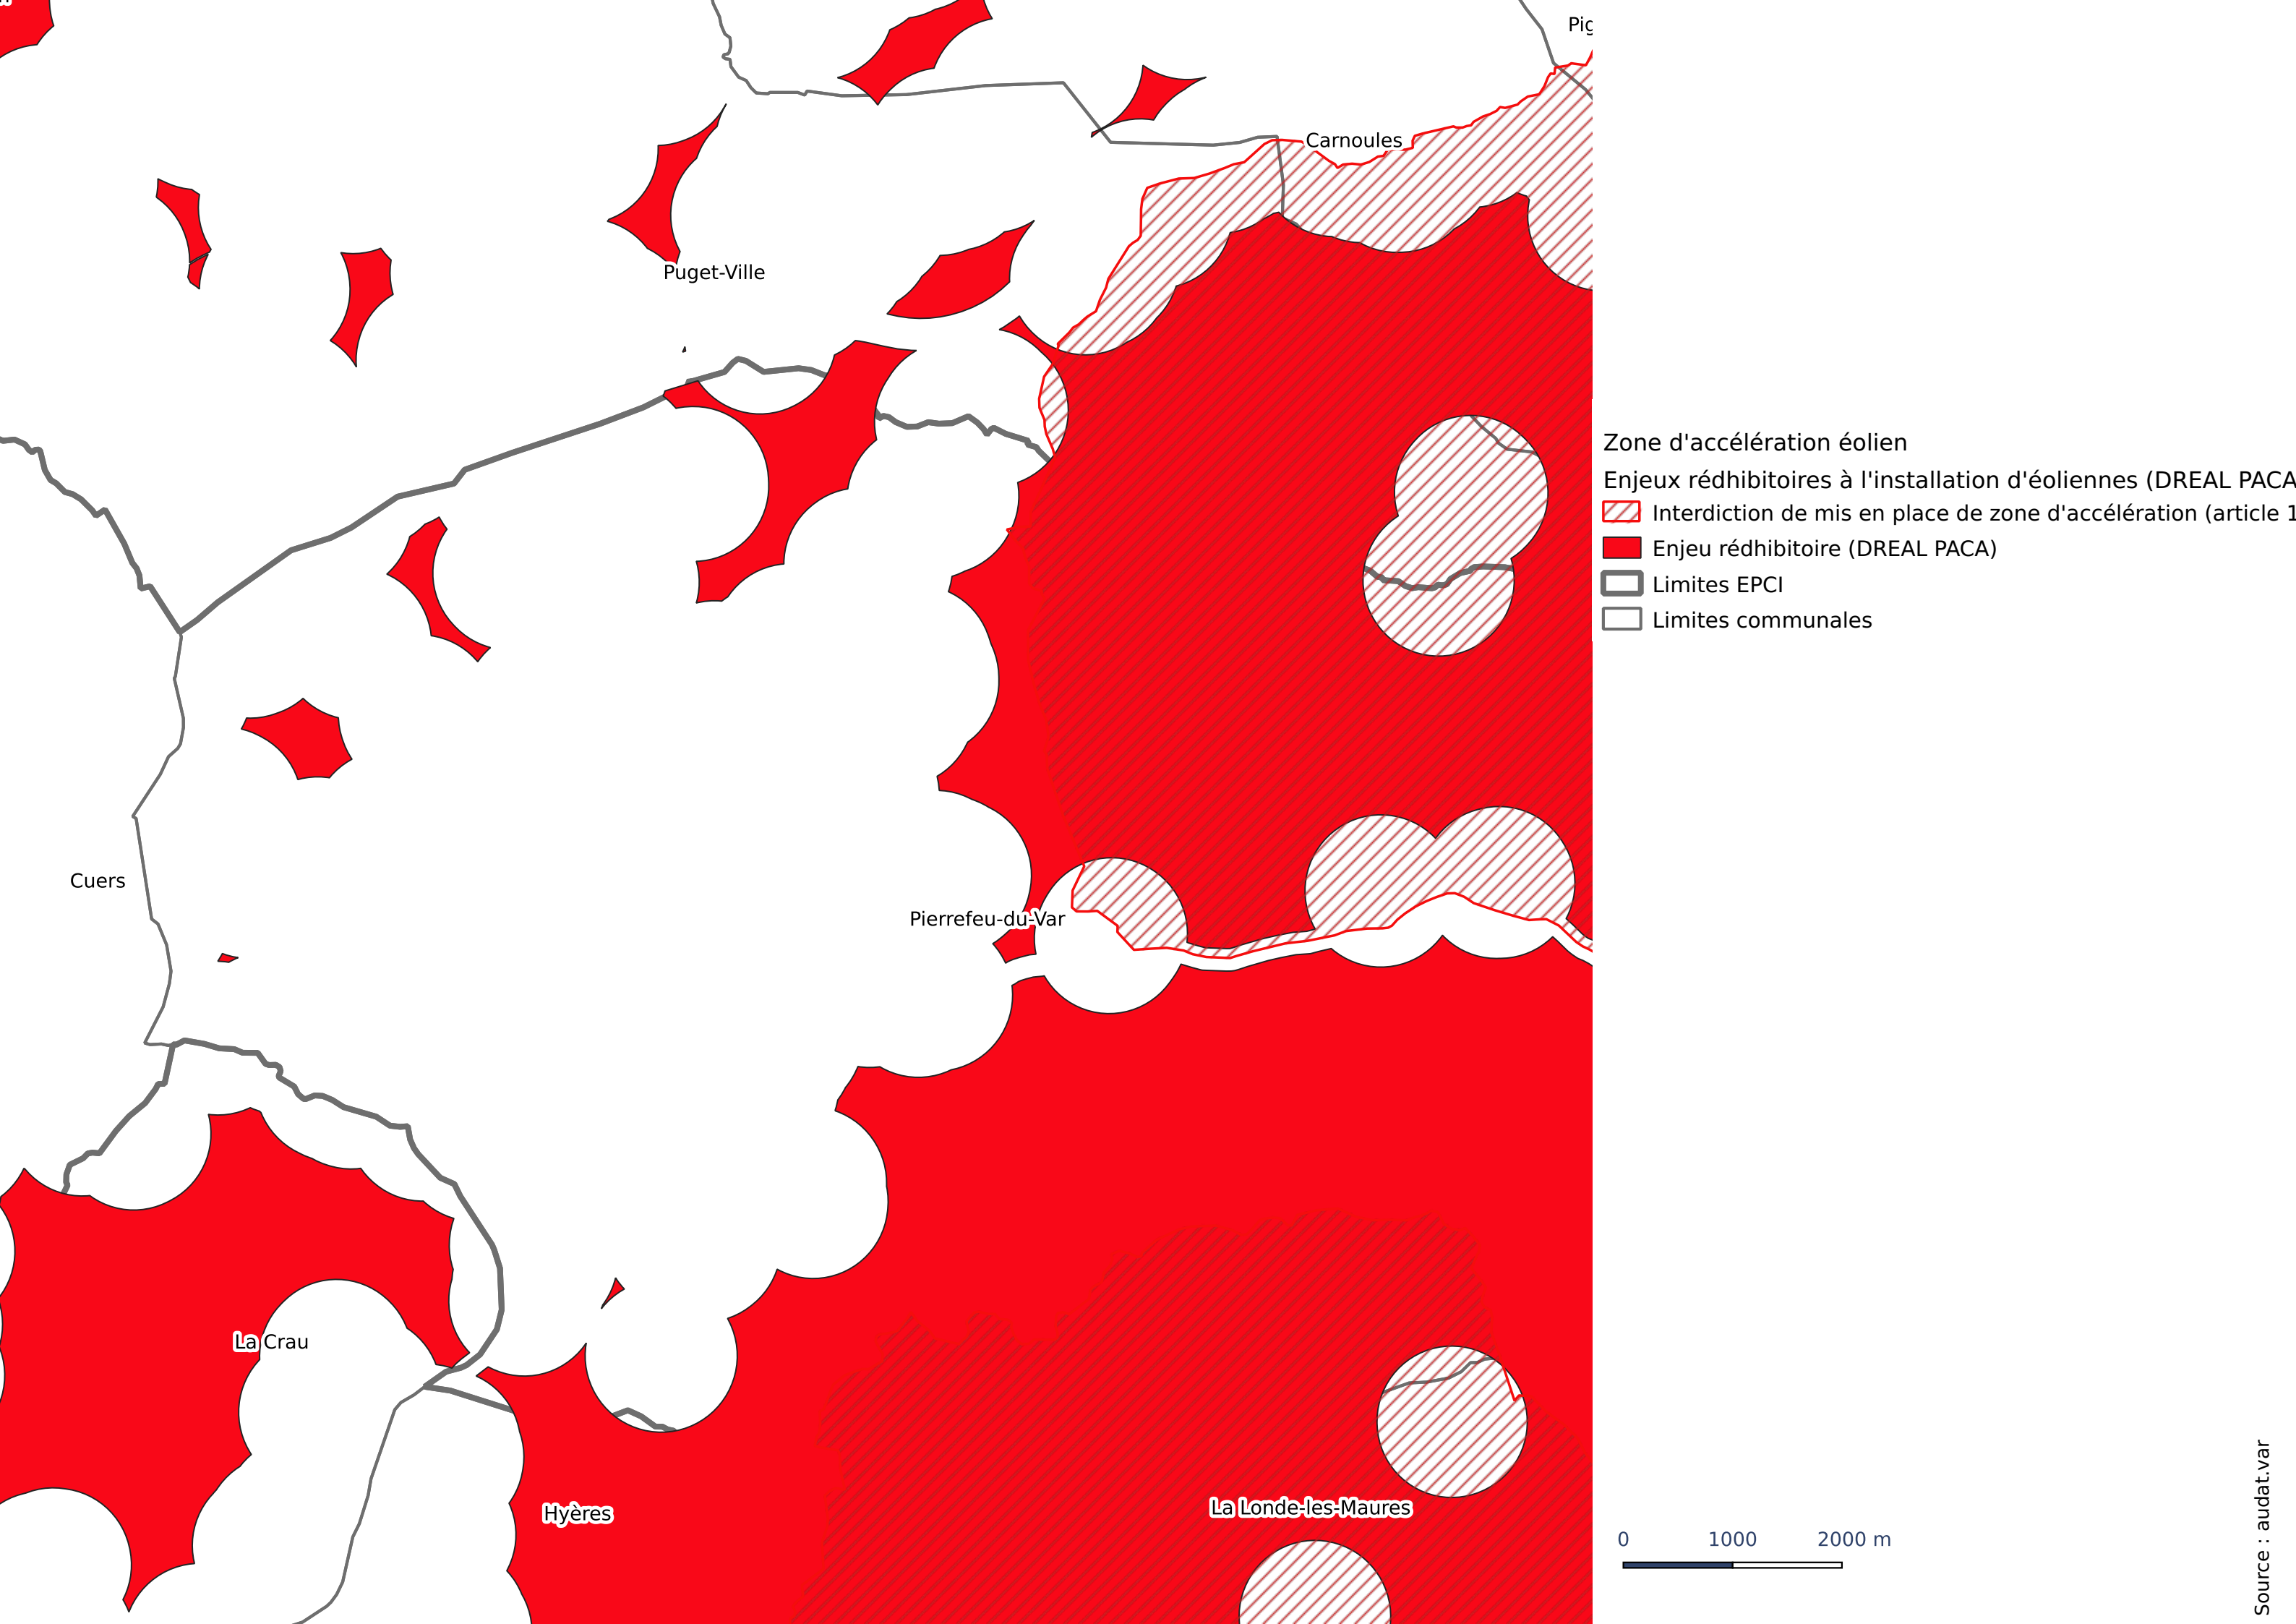 Pig
Carnoules
Puget-Ville
Zone d'accélération éolien
Enjeux rédhibitoires à l'installation d'éoliennes (DREAL PACA
Interdiction de mis en place de zone d'accélération (article 1
Enjeu rédhibitoire (DREAL PACA)
Limites EPCI
Limites communales
Cuers
Pierrefeu-du-Var
La Crau
Hyères
La Londe-les-Maures
0 1000 2000 m
Source : audat.var